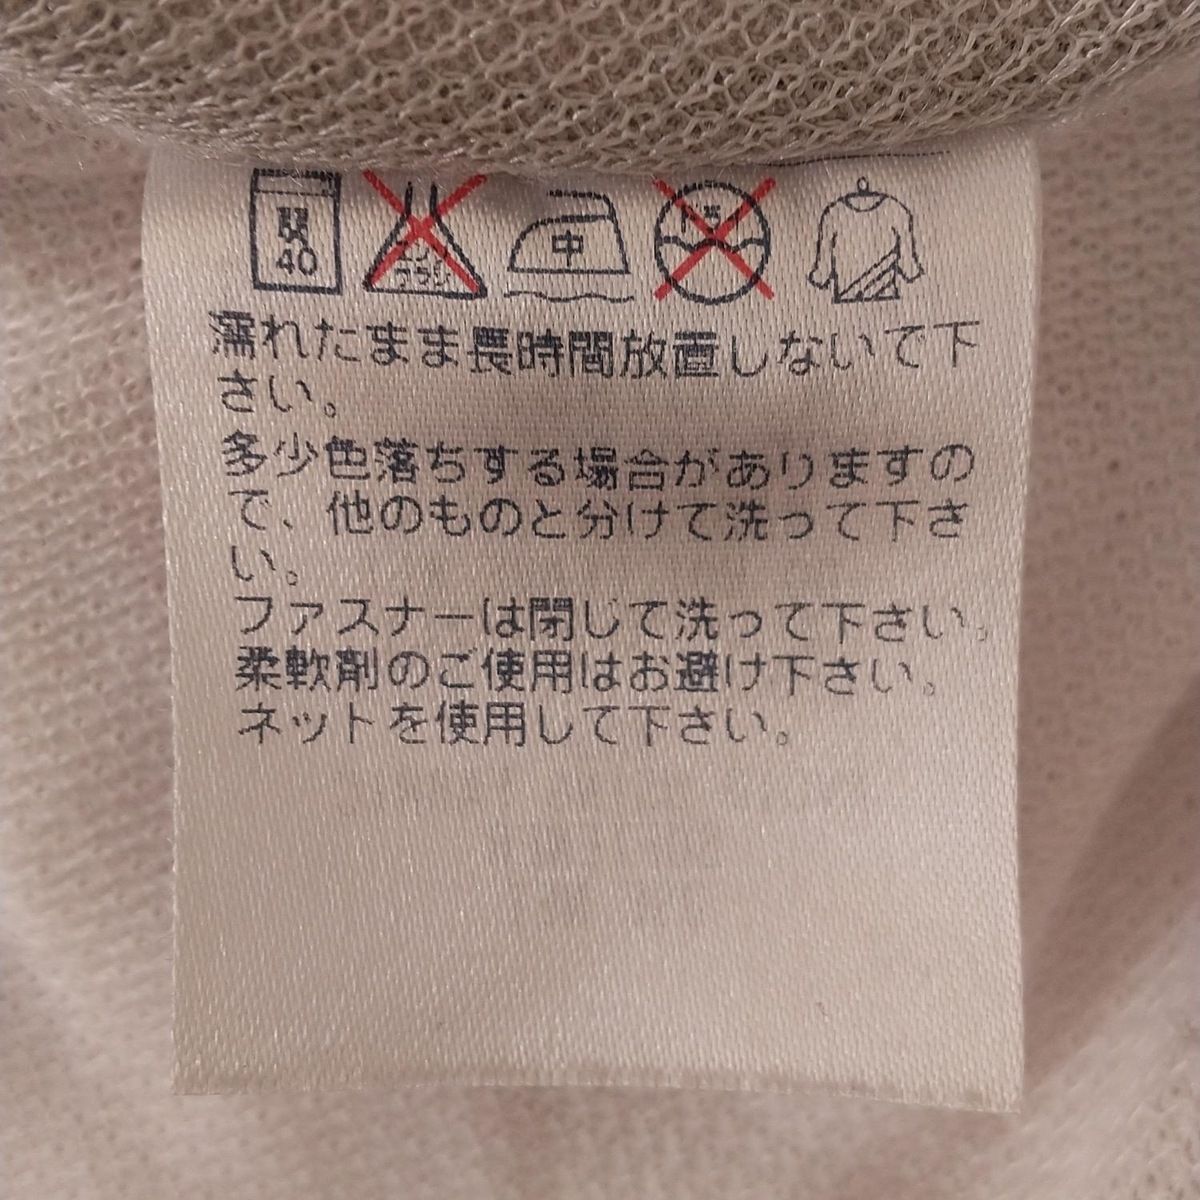 40
中
ドライ
濡れたまま長時間放置しないで下
さい。
多少色落ちする場合がありますの
で、他のものと分けて洗って下さ
い。
ファスナーは閉じて洗って下さい。
柔軟剤のご使用はお避け下さい。
ネットを使用して下さい。